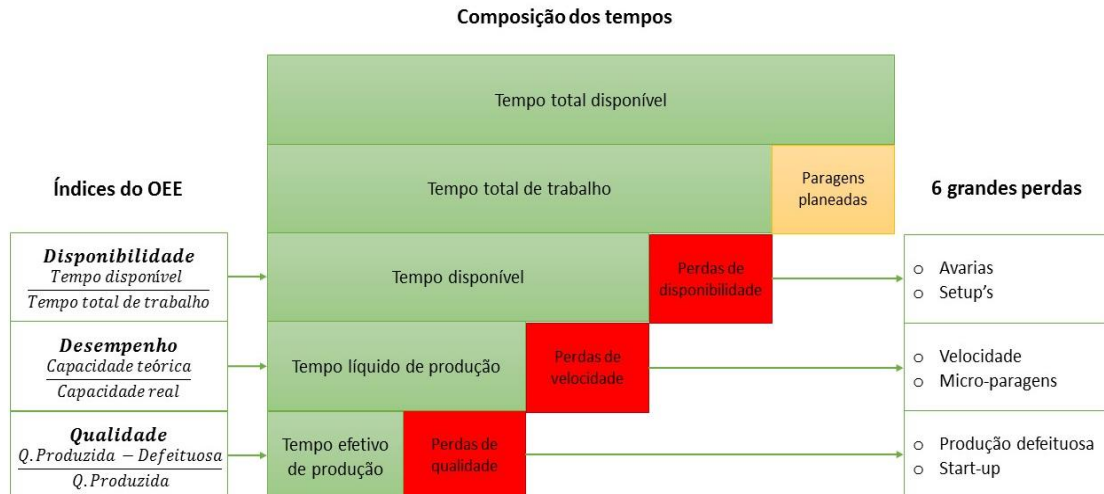 Composição dos tempos
Tempo total disponível
Tempo total de trabalho
Paragens
planeadas
Índices do OEE
6 grandes perdas
Disponibilidade
Tempo disponível
Tempo total de trabalho
Tempo disponível
Perdas de
disponibilidade
o Avarias
o Setup's
Desempenho
Capacidade teórica
Capacidade real
Tempo líquido de produção
Perdas de
velocidade
o Velocidade
o Micro-paragens
Qualidade
Q.Produzida − Defeituosa
Q.Produzida
Tempo efetivo
de produção
Perdas de
qualidade
o Produção defeituosa
o Start-up